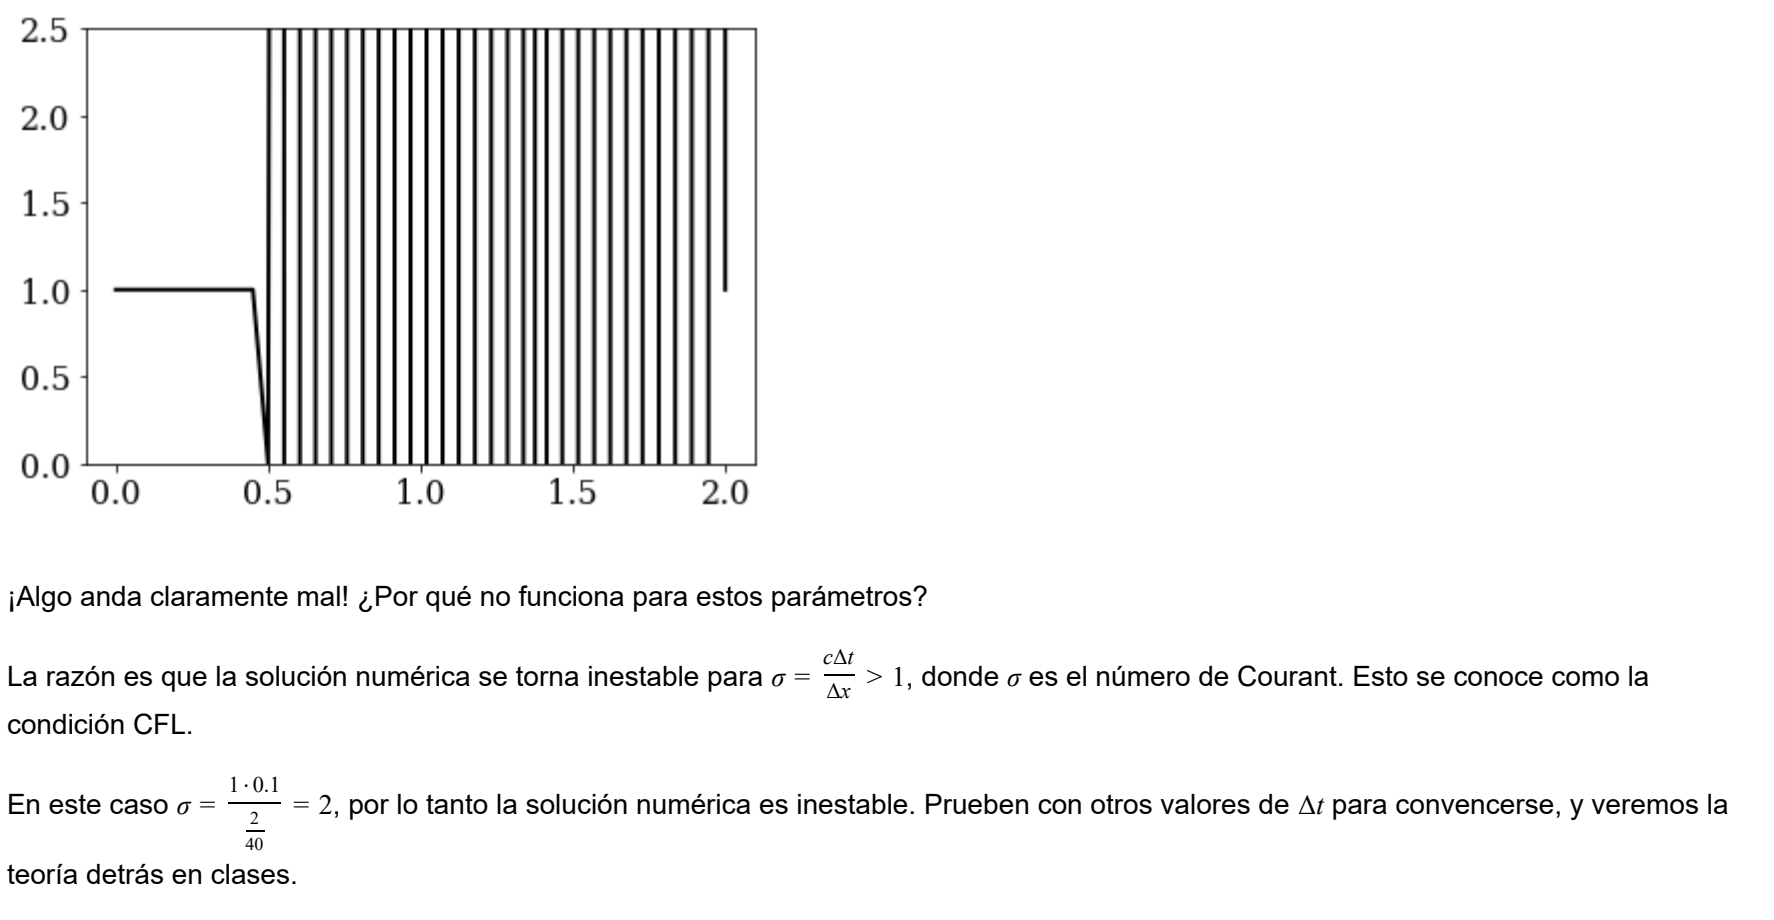 2.5
2.0
1.5
1.0
0.5
0.0
0.0 0.5 1.0 1.5 2.0
¡Algo anda claramente mal! ¿Por qué no funciona para estos parámetros?
La razón es que la solución numérica se torna inestable para σ = cΔt/Δx > 1, donde σ es el número de Courant. Esto se conoce como la
condición CFL.
En este caso σ = 1·0.1/(2/40) = 2, por lo tanto la solución numérica es inestable. Prueben con otros valores de Δt para convencerse, y veremos la
teoría detrás en clases.